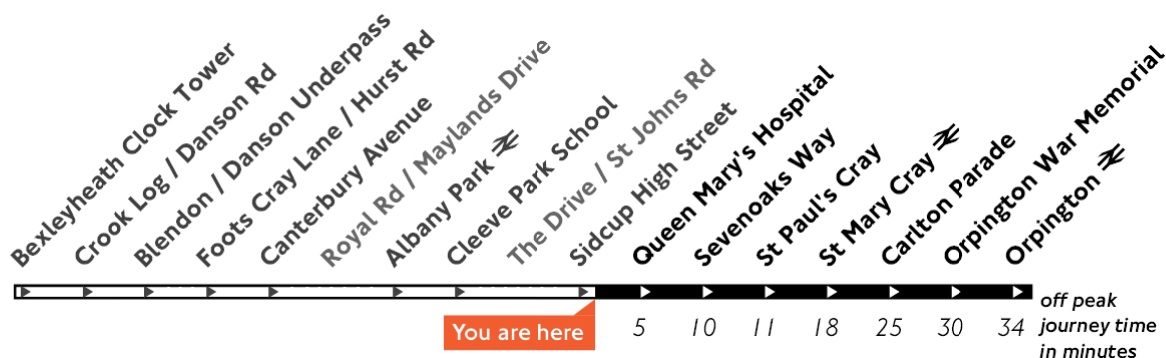 Bexleyheath Clock Tower
Crook Log / Danson Rd
Blendon / Danson Underpass
Foots Cray Lane / Hurst Rd
Canterbury Avenue
Royal Rd / Maylands Drive
Albany Park
Cleeve Park School
The Drive / St Johns Rd
Sidcup High Street
Queen Mary's Hospital
Sevenoaks Way
St Paul's Cray
St Mary Cray
Carlton Parade
Orpington War Memorial
Orpington
You are here
5 10 11 18 25 30 34
off peak
journey time
in minutes